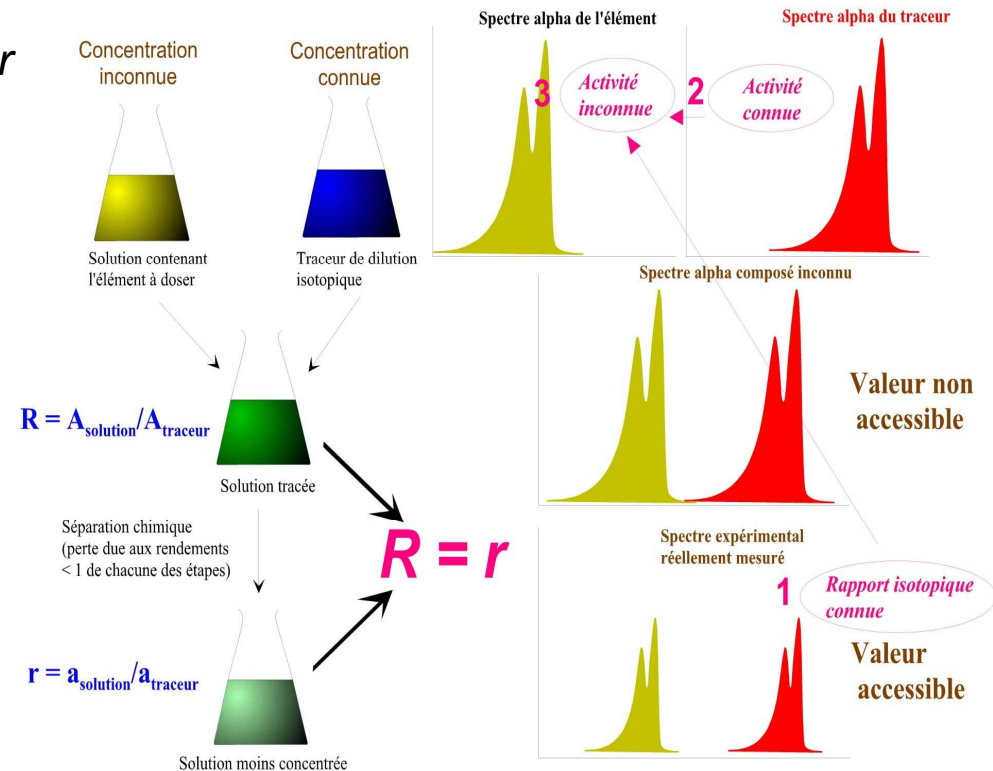 r
Concentration
inconnue
Concentration
connue
Solution contenant
l'élément à doser
Traceur de dilution
isotopique
R = Asolution/Atraceur
Solution tracée
Séparation chimique
(perte due aux rendements
< 1 de chacune des étapes)
R = r
r = asolution/atraceur
Solution moins concentrée
Spectre alpha de l'élément
Spectre alpha du traceur
3
Activité
inconnue
2
Activité
connue
Spectre alpha composé inconnu
Valeur non
accessible
Spectre expérimental
réellement mesuré
1
Rapport isotopique
connue
Valeur
accessible